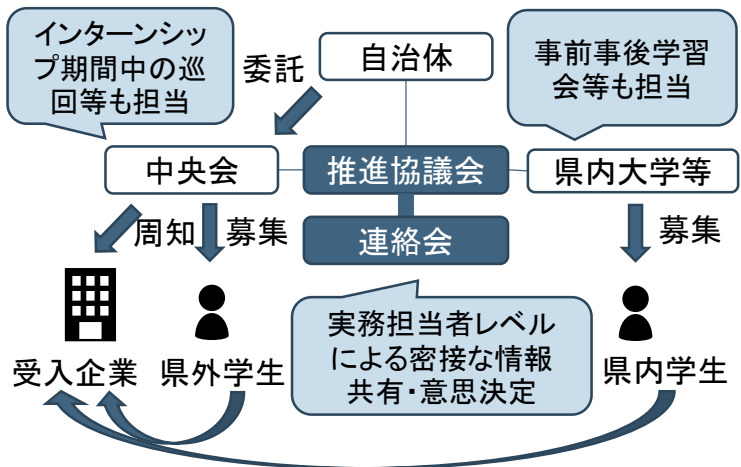 インターンシッ
プ期間中の巡
回等も担当
委託
自治体
事前事後学習
会等も担当
中央会
推進協議会
県内大学等
周知
募集
連絡会
募集
実務担当者レベル
による密接な情報
共有・意思決定
受入企業
県外学生
県内学生